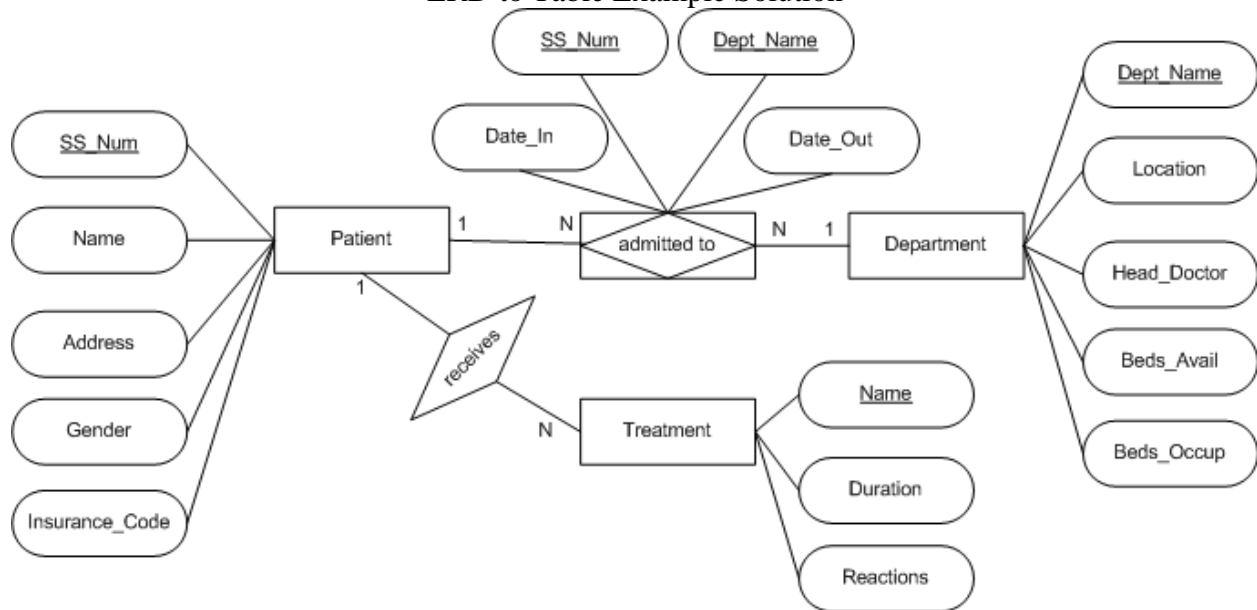 ERD to Table Example Solution
SS_Num
Dept_Name
Dept_Name
Date_In
Date_Out
SS_Num
Location
Name
Patient
1
N
admitted to
N
1
Department
1
Head_Doctor
Address
receives
Beds_Avail
Name
Gender
N
Treatment
Beds_Occup
Duration
Insurance_Code
Reactions